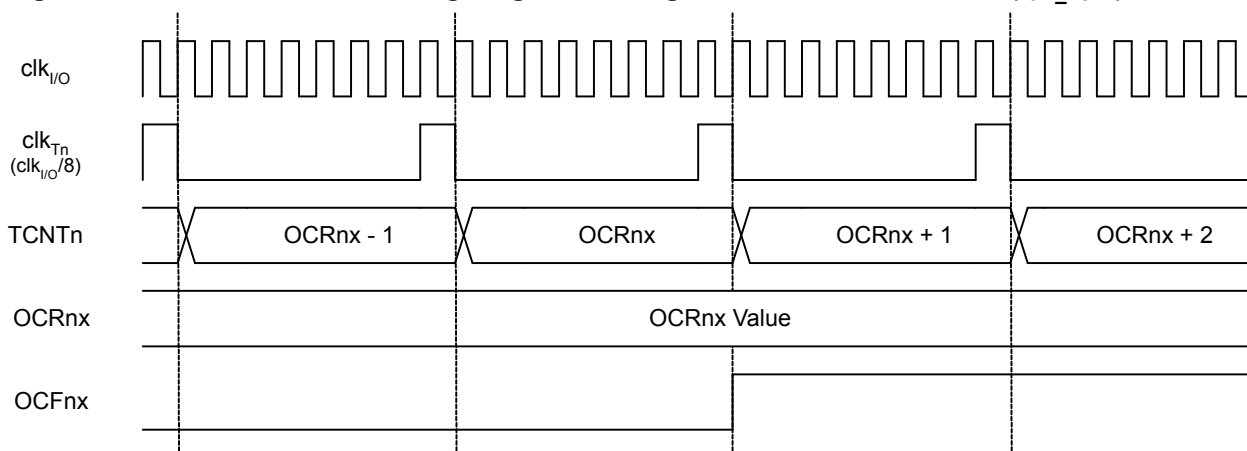 clkI/O
clkTn
(clkI/O/8)
TCNTn OCRnx - 1 OCRnx OCRnx + 1 OCRnx + 2
OCRnx OCRnx Value
OCFnx